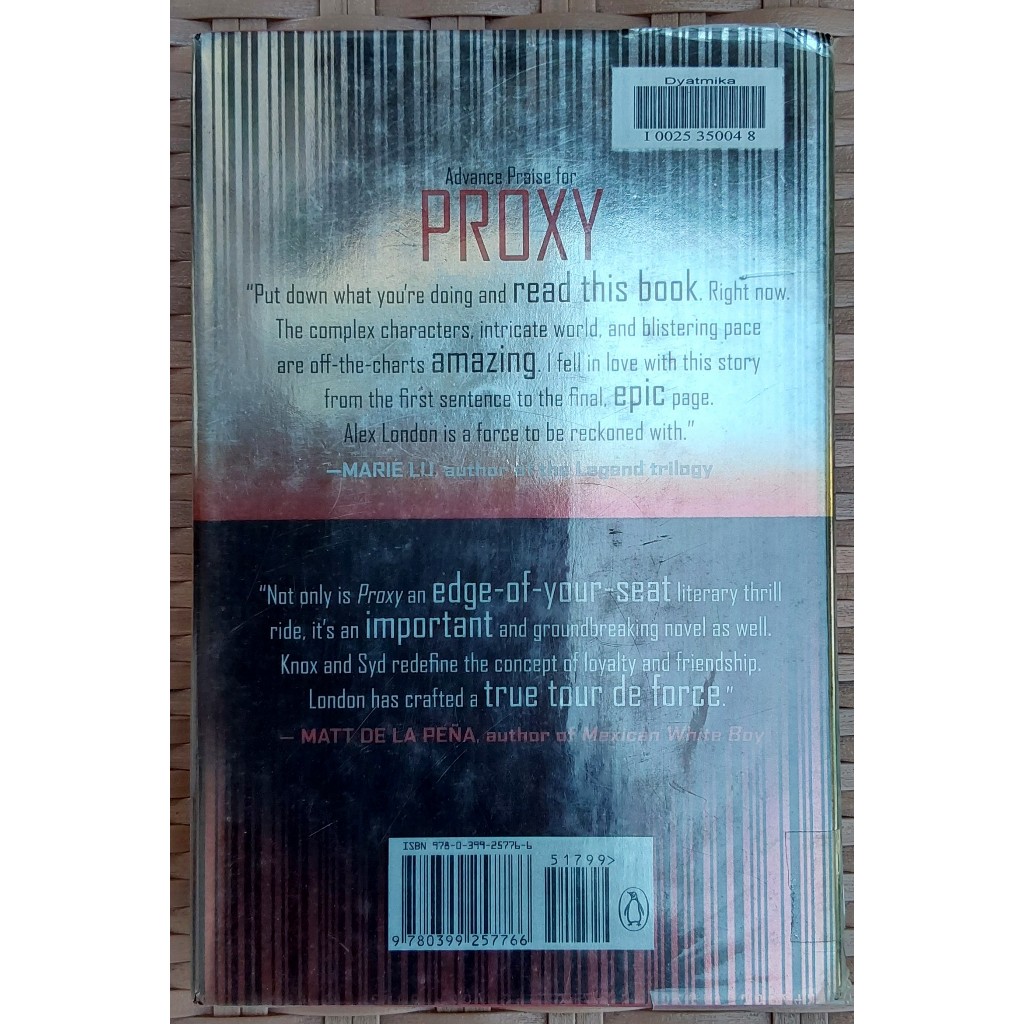 Dyatmika
I 0025 35004 8
Advance Praise for
PROXY
“Put down what you're doing and read this book. Right now.
The complex characters, intricate world, and blistering pace
are off-the-charts amazing. I fell in love with this story
from the first sentence to the final, epic page.
Alex London is a force to be reckoned with.”
—MARIE LU, author of the Legend trilogy
“Not only is Proxy an edge-of-your-seat literary thrill
ride, it's an important and groundbreaking novel as well.
Knox and Syd redefine the concept of loyalty and friendship.
London has crafted a true tour de force.”
— MATT DE LA PEÑA, author of Mexican White Boy
ISBN 978-0-399-25776-6
51799>
9 780399 257766